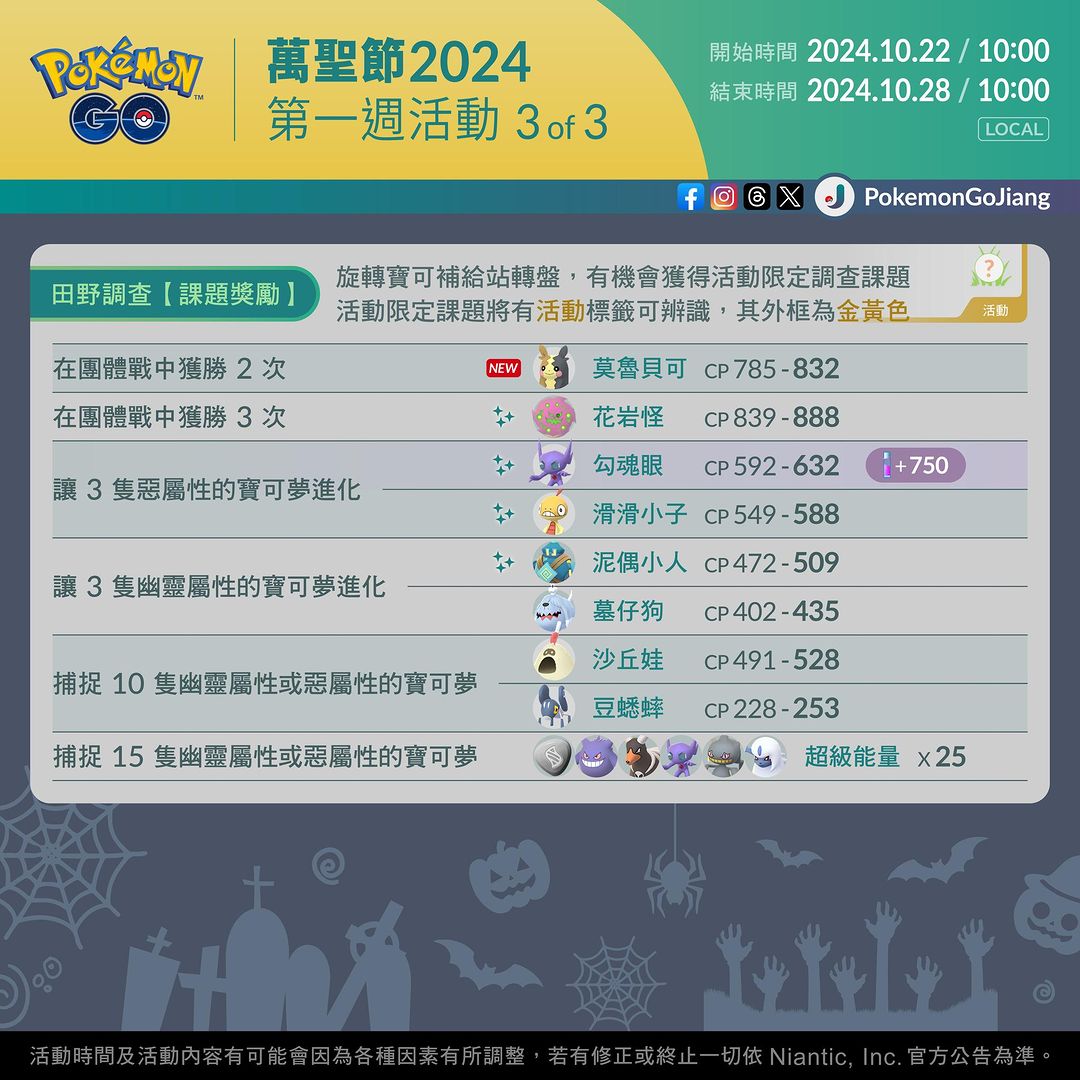 POKÉMON GO™
萬聖節2024
第一週活動 3 of 3
開始時間 2024.10.22 / 10:00
結束時間 2024.10.28 / 10:00
LOCAL
PokemonGoJiang
田野調查【課題獎勵】
旋轉寶可補給站轉盤，有機會獲得活動限定調查課題
活動限定課題將有活動標籤可辨識，其外框為金黃色
?
活動
在團體戰中獲勝 2 次 NEW 莫魯貝可 CP 785 - 832
在團體戰中獲勝 3 次 花岩怪 CP 839 - 888
讓 3 隻惡屬性的寶可夢進化
勾魂眼 CP 592 - 632 +750
滑滑小子 CP 549 - 588
讓 3 隻幽靈屬性的寶可夢進化
泥偶小人 CP 472 - 509
墓仔狗 CP 402 - 435
捕捉 10 隻幽靈屬性或惡屬性的寶可夢
沙丘娃 CP 491 - 528
豆蟋蟀 CP 228 - 253
捕捉 15 隻幽靈屬性或惡屬性的寶可夢 超級能量 x 25
活動時間及活動內容有可能會因為各種因素有所調整，若有修正或終止一切依 Niantic, Inc. 官方公告為準。